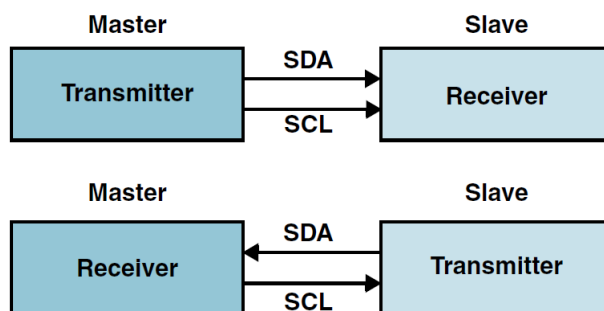 Master Slave
SDA
Transmitter Receiver
SCL
Master Slave
SDA
Receiver Transmitter
SCL